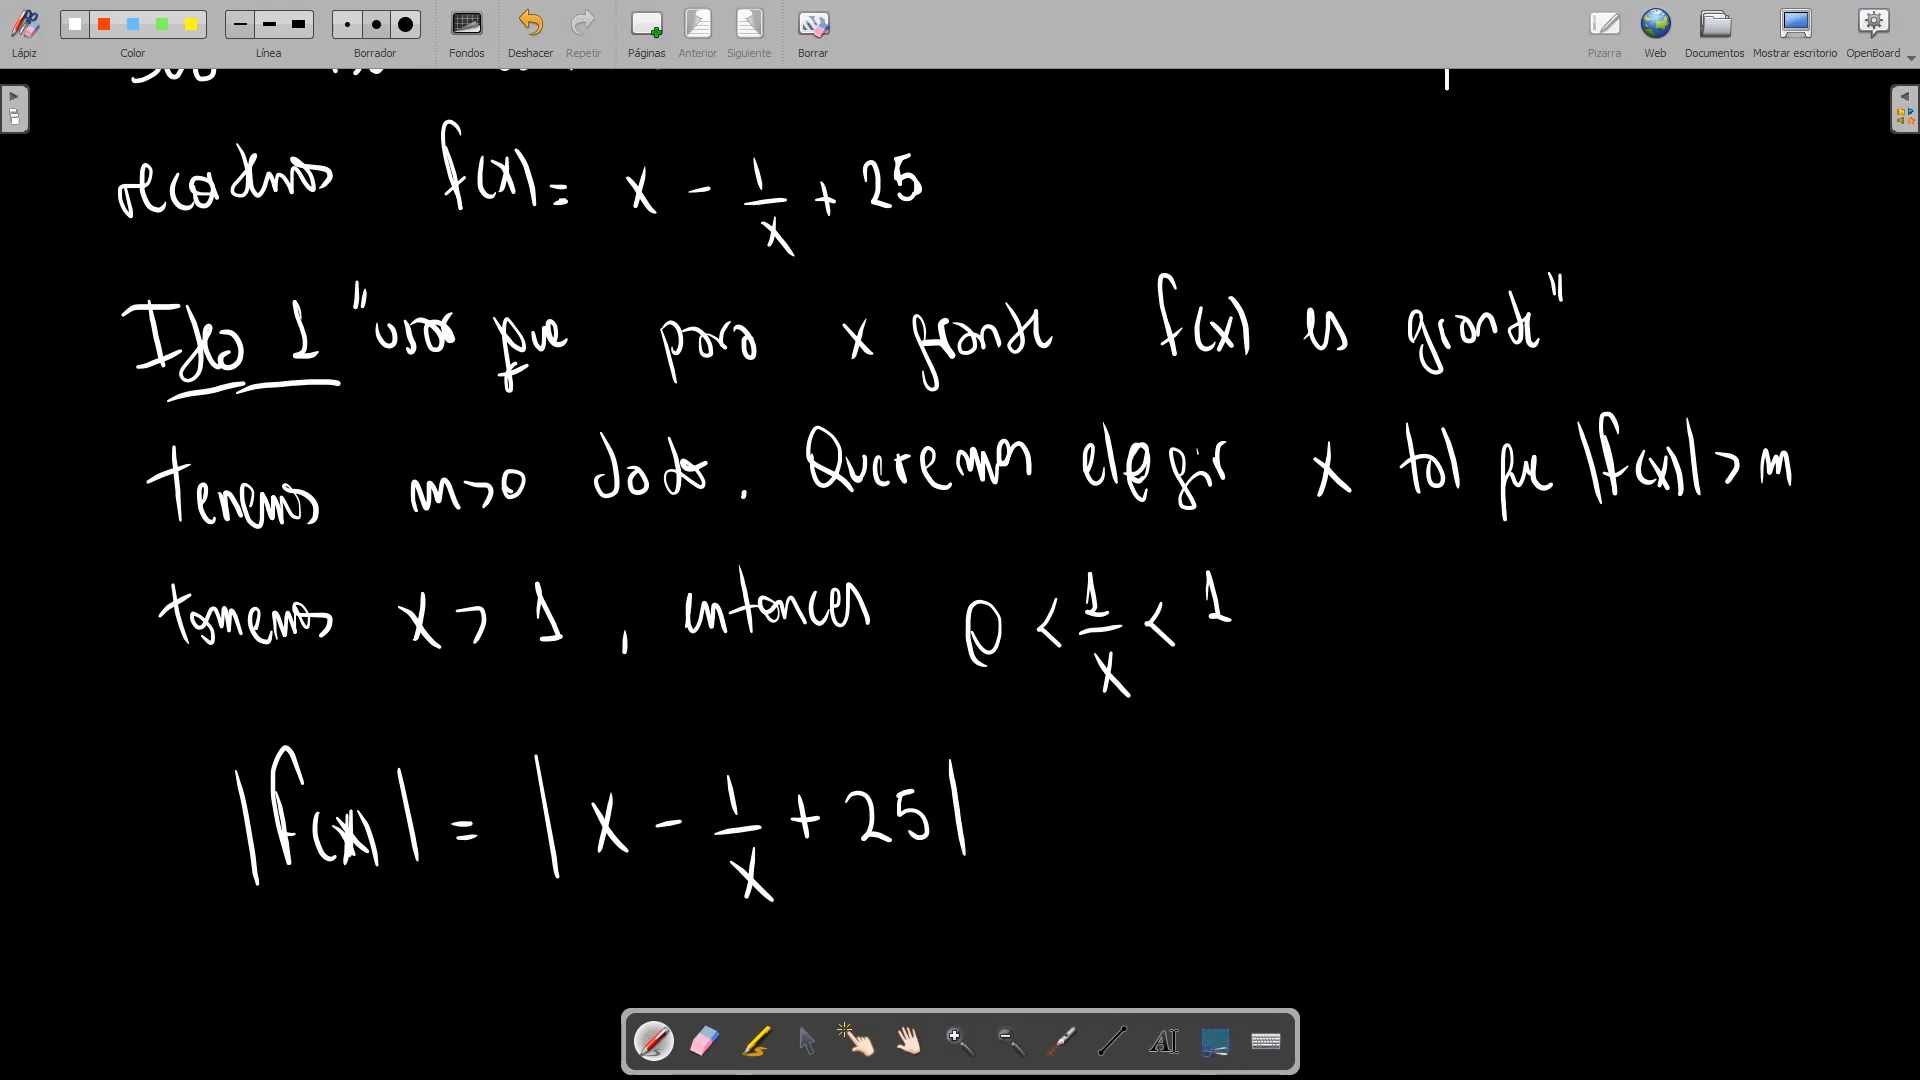 Lápiz Color Línea Borrador Fondos Deshacer Repetir Páginas Anterior Siguiente Borrar Pizarra Web Documentos Mostrar escritorio OpenBoard
recordemos f(x) = x - 1/x + 25
Idea 1 "usar que para x grande f(x) es grande"
tenemos m>0 dado. Queremos elegir x tal que |f(x)| > m
tomemos x > 1, entonces 0 < 1/x < 1
|f(x)| = | x - 1/x + 25 |
AI